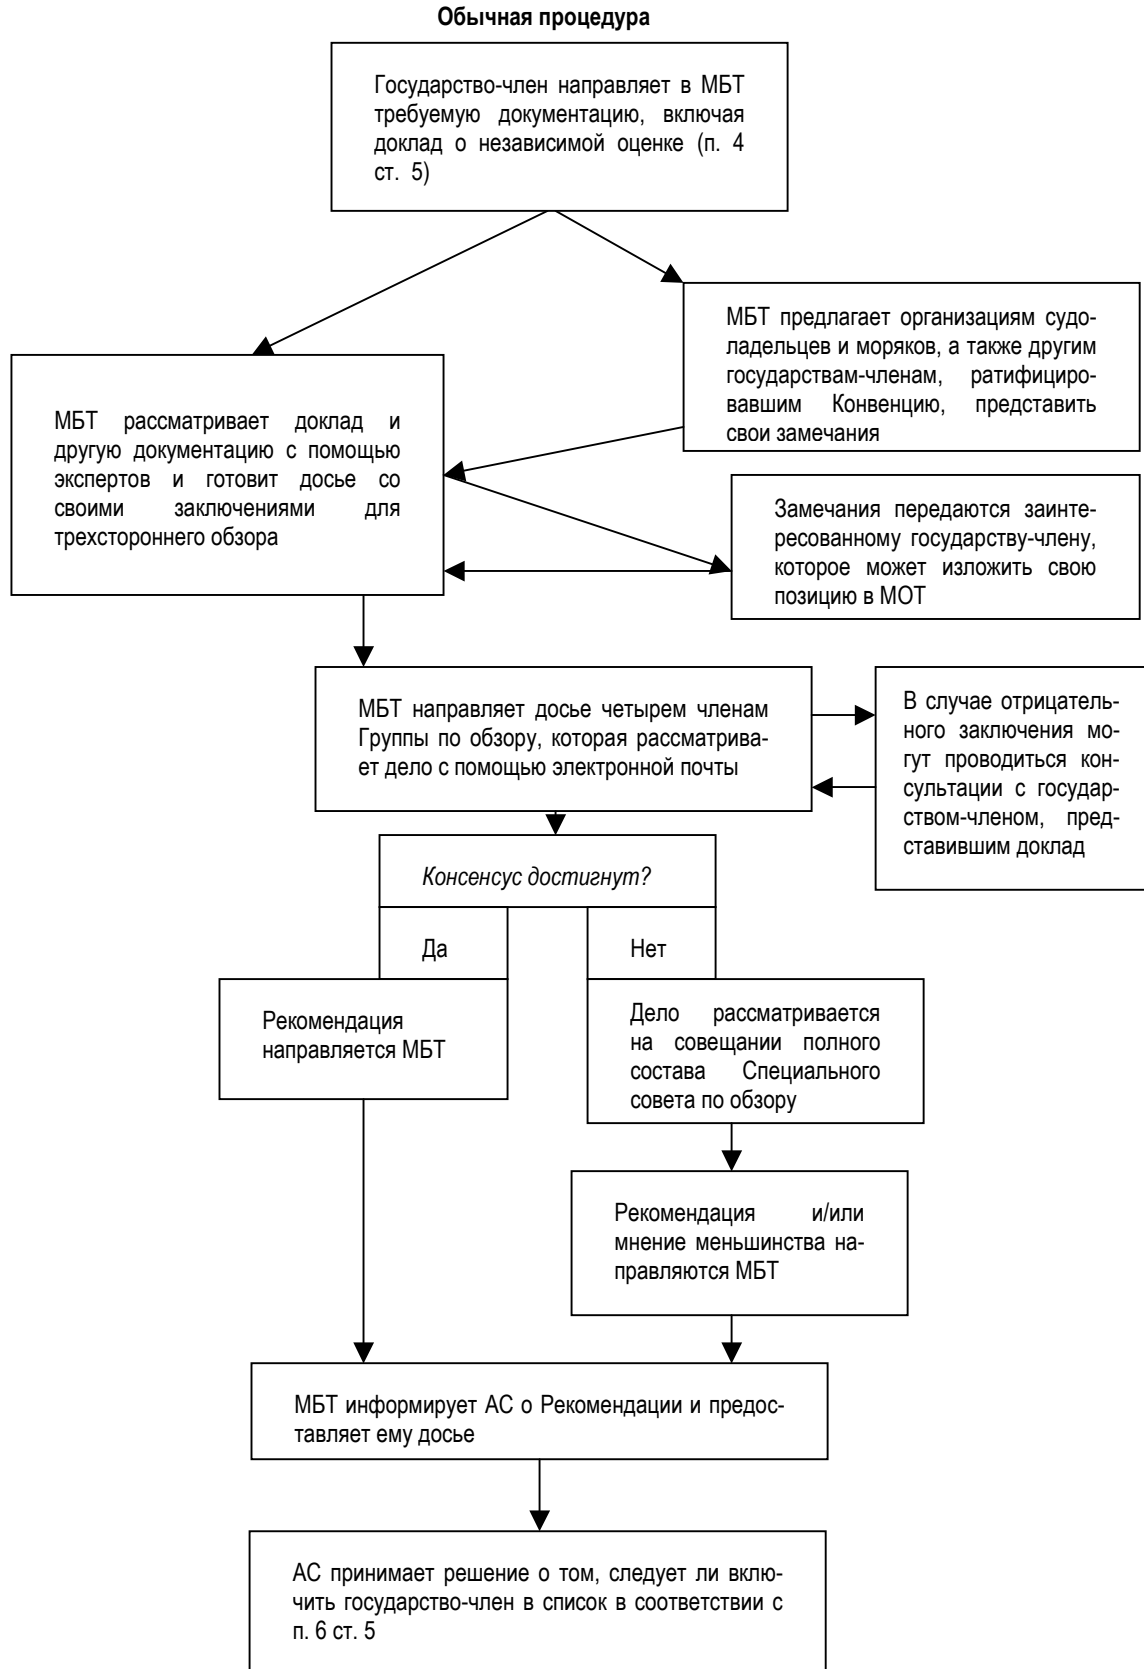 Обычная процедура
Государство-член направляет в МБТ
требуемую документацию, включая
доклад о независимой оценке (п. 4
ст. 5)
МБТ предлагает организациям судо-
ладельцев и моряков, а также другим
государствам-членам, ратифициро-
вавшим Конвенцию, представить
свои замечания
МБТ рассматривает доклад и
другую документацию с помощью
экспертов и готовит досье со
своими заключениями для
трехстороннего обзора
Замечания передаются заинте-
ресованному государству-члену,
которое может изложить свою
позицию в МОТ
МБТ направляет досье четырем членам
Группы по обзору, которая рассматрива-
ет дело с помощью электронной почты
В случае отрицатель-
ного заключения мо-
гут проводиться кон-
сультации с государ-
ством-членом, пред-
ставившим доклад
Консенсус достигнут?
Да
Нет
Рекомендация
направляется МБТ
Дело рассматривается
на совещании полного
состава Специального
совета по обзору
Рекомендация и/или
мнение меньшинства на-
правляются МБТ
МБТ информирует АС о Рекомендации и предос-
тавляет ему досье
АС принимает решение о том, следует ли вклю-
чить государство-член в список в соответствии с
п. 6 ст. 5